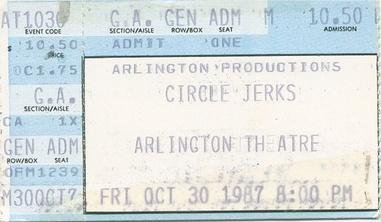 AT1030 G.A. GEN ADM M 10.50
EVENT CODE SECTION/AISLE ROW/BOX SEAT ADMISSION
$ 10.50 ADMIT ONE
0C1.75 ARLINGTON PRODUCTIONS
G.A. CIRCLE JERKS
SECTION/AISLE
CA 1X ARLINGTON THEATRE
ROW/BOX SEAT
GEN ADM
OFM1239
M30OCT7 FRI OCT 30 1987 8:00 PM